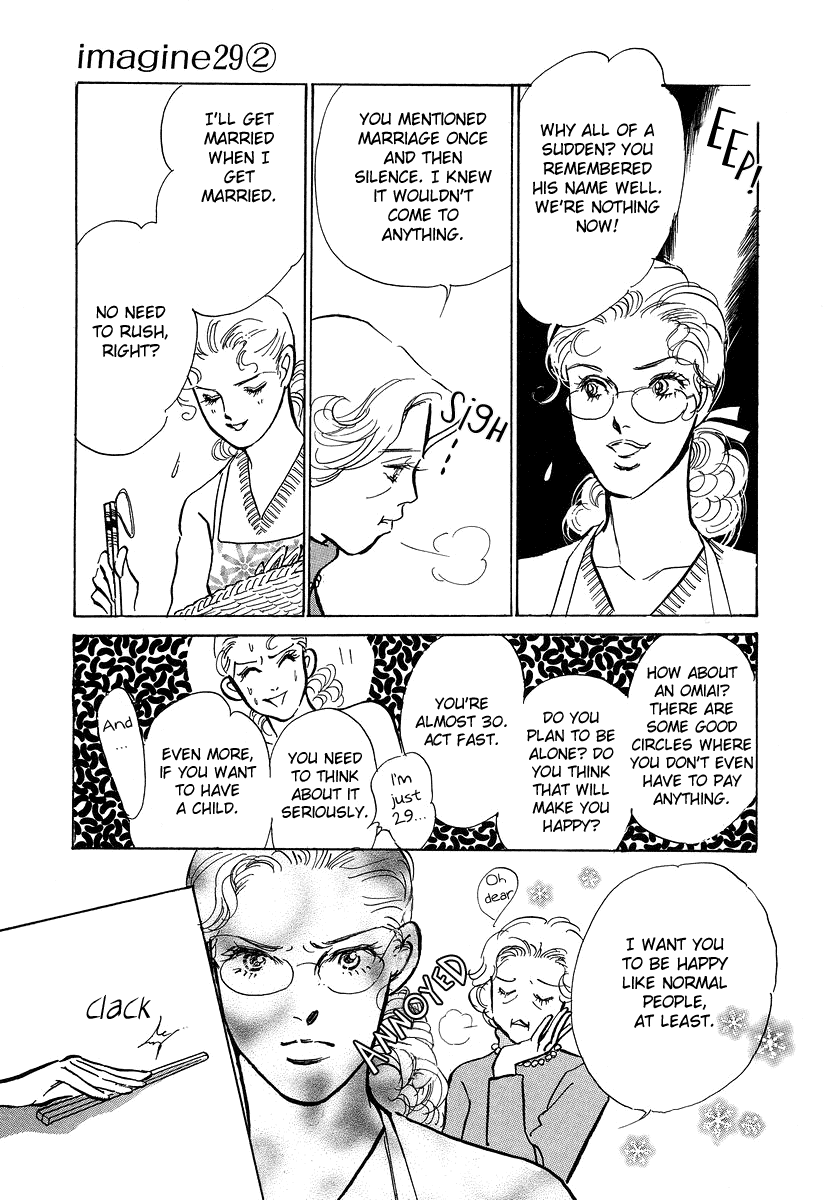 imagine29②
EEP!
WHY ALL OF A
SUDDEN? YOU
REMEMBERED
HIS NAME WELL.
WE'RE NOTHING
NOW!
YOU MENTIONED
MARRIAGE ONCE
AND THEN
SILENCE. I KNEW
IT WOULDN'T
COME TO
ANYTHING.
SigH
...
I'LL GET
MARRIED
WHEN I
GET
MARRIED.
NO NEED
TO RUSH,
RIGHT?
HOW ABOUT
AN OMIAI?
THERE ARE
SOME GOOD
CIRCLES WHERE
YOU DON'T EVEN
HAVE TO PAY
ANYTHING.
DO YOU
PLAN TO BE
ALONE? DO
YOU THINK
THAT WILL
MAKE YOU
HAPPY?
YOU'RE
ALMOST 30.
ACT FAST.
I'm
just
29...
YOU NEED
TO THINK
ABOUT IT
SERIOUSLY.
EVEN MORE,
IF YOU WANT
TO HAVE
A CHILD.
And
...
I WANT YOU
TO BE HAPPY
LIKE NORMAL
PEOPLE,
AT LEAST.
Oh
dear
ANNOYED
clack